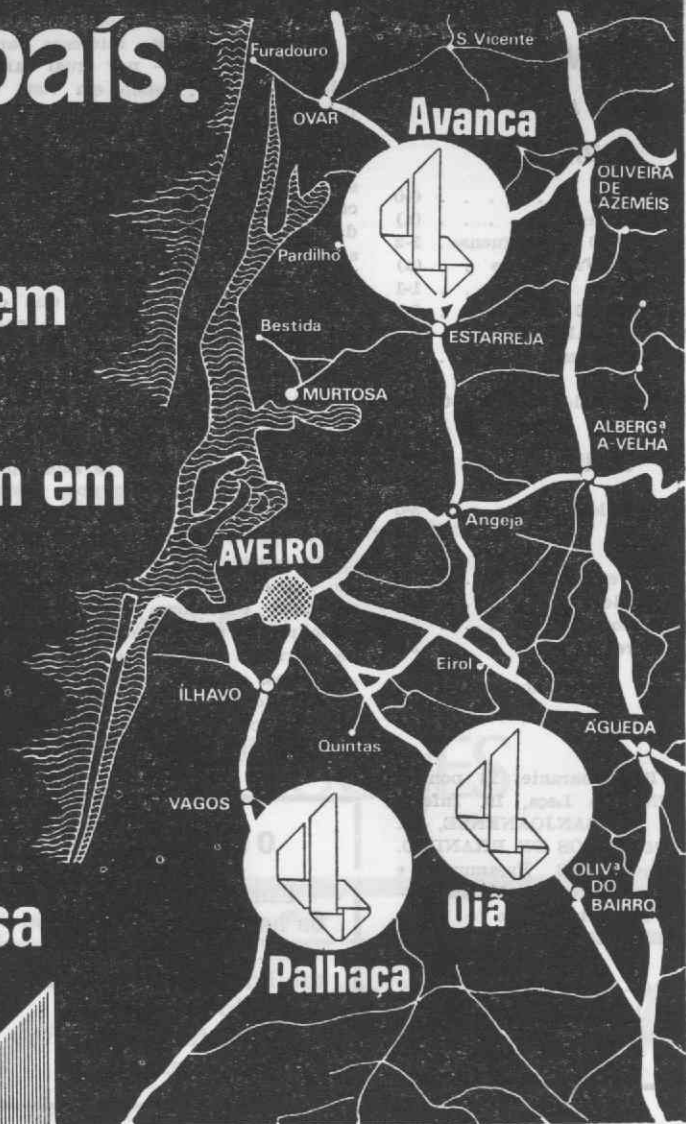 país.
Furadouro
S. Vicente
OVAR
Avanca
OLIVEIRA
DE
AZEMÉIS
Pardilho
em
Bestida
ESTARREJA
MURTOSA
ALBERG.ª
A-VELHA
m em
Angeja
AVEIRO
Eirol
ÍLHAVO
Quintas
ÁGUEDA
VAGOS
OLIVª
DO
BAIRRO
Oiã
sa
Palhaça